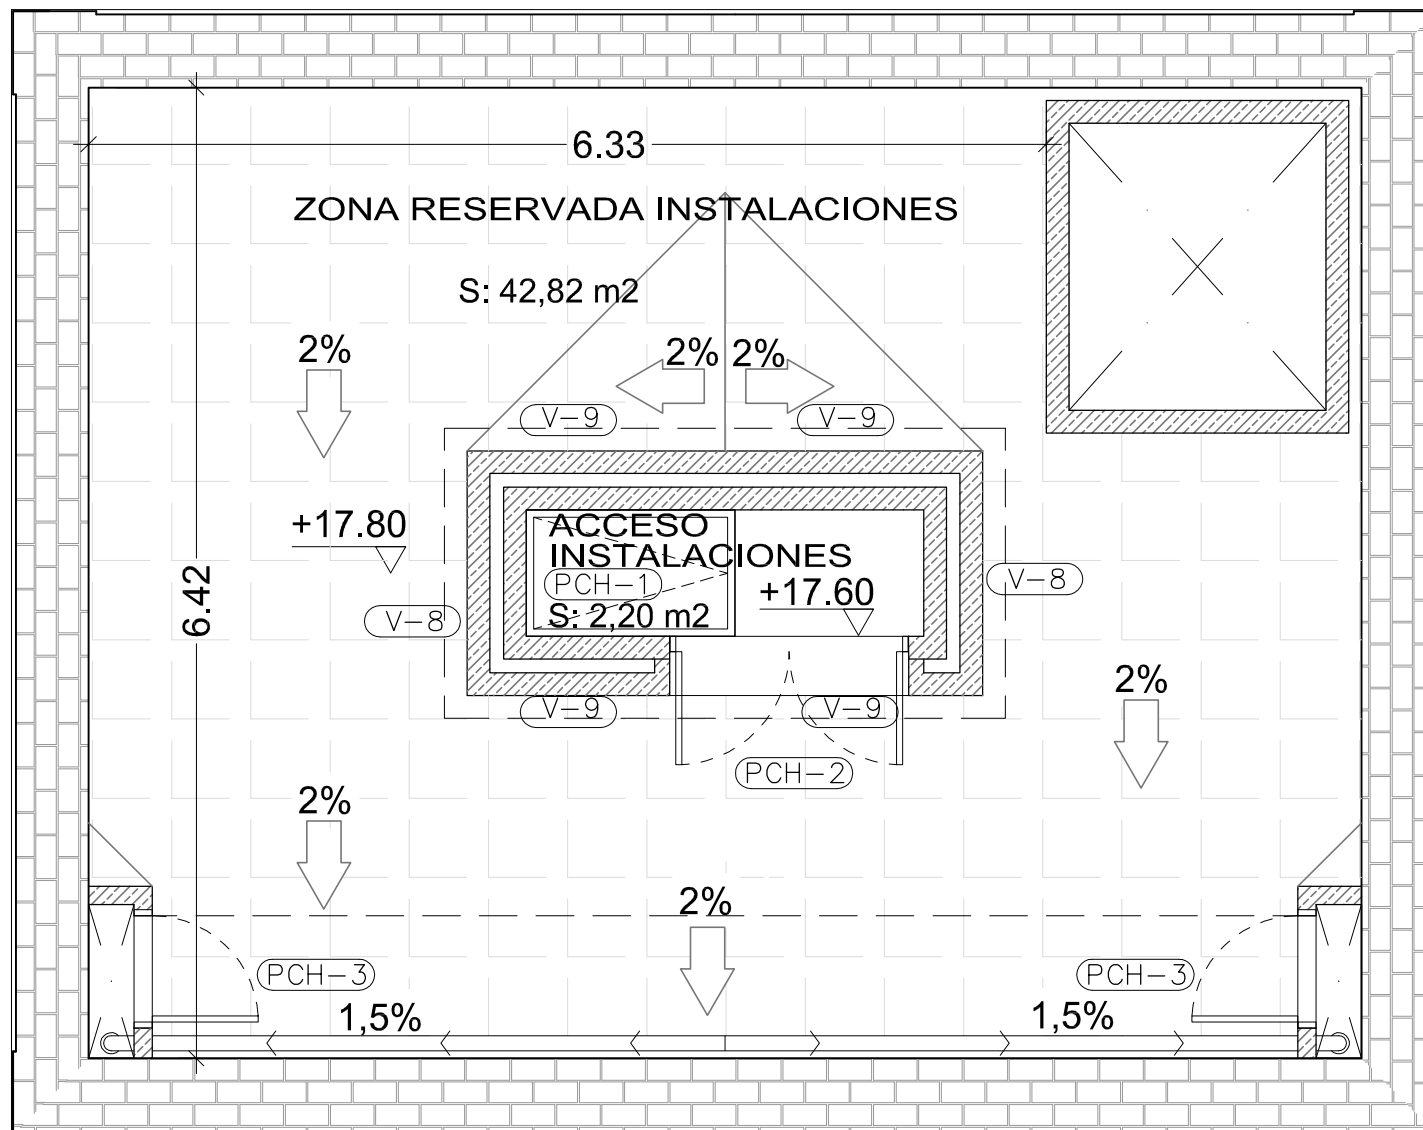 6.33
ZONA RESERVADA INSTALACIONES
S: 42,82 m2
2%
2% 2%
V-9
V-9
+17.80
ACCESO
INSTALACIONES
PCH-1
+17.60
S: 2,20 m2
V-8
V-8
6.42
2%
V-9
V-9
PCH-2
2%
2%
PCH-3
PCH-3
1,5%
1,5%